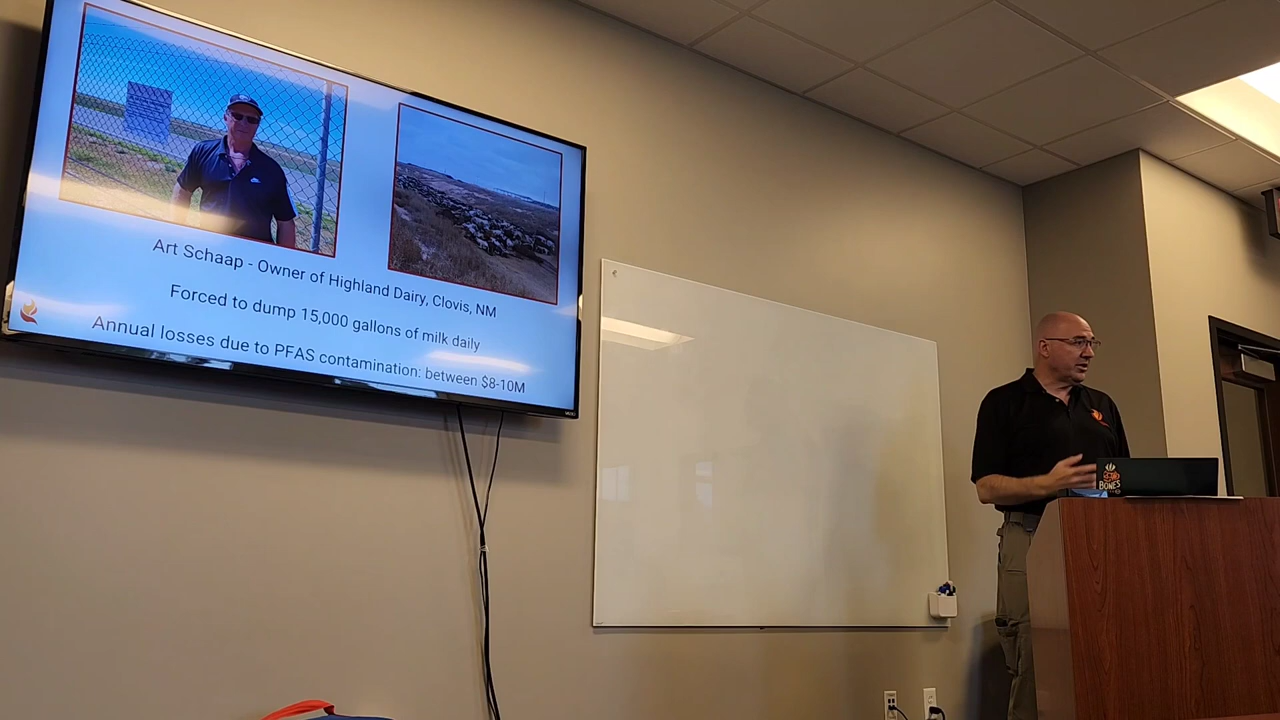 Art Schaap - Owner of Highland Dairy, Clovis, NM
Forced to dump 15,000 gallons of milk daily
Annual losses due to PFAS contamination: between $8-10M
BONES